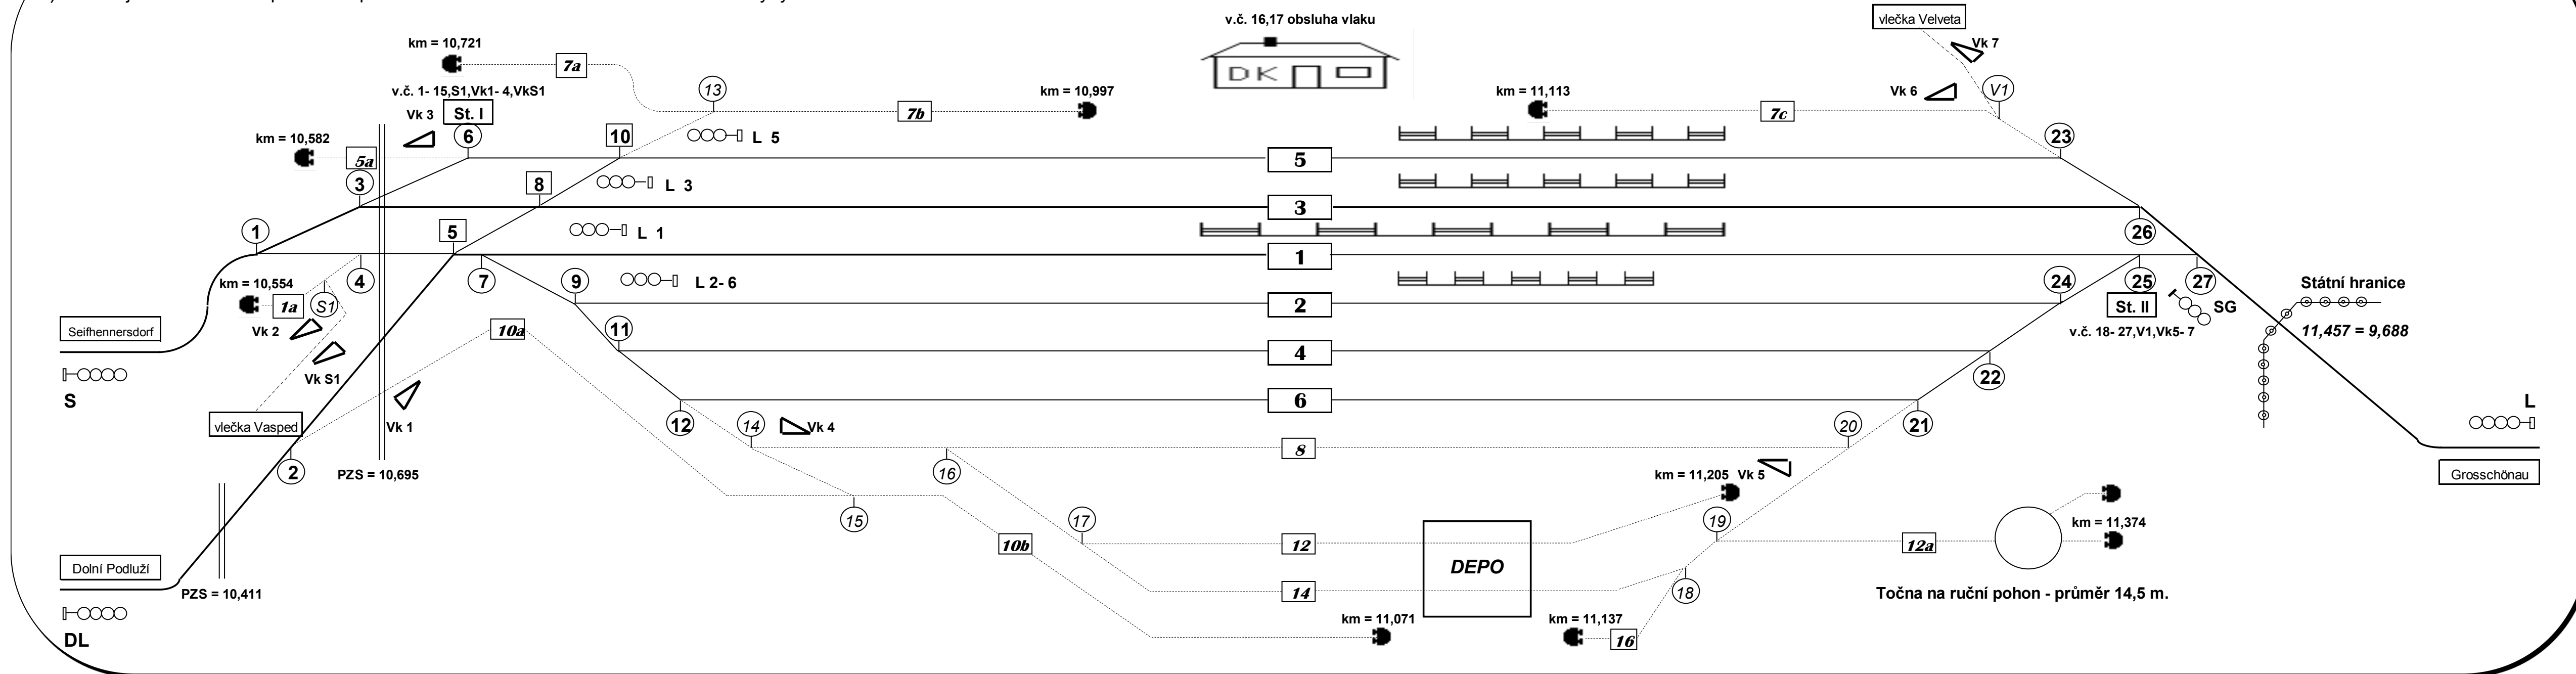 v.č. 16,17 obsluha vlaku
vlečka Velveta
km = 10,721
7a
Vk 7
13
v.č. 1- 15,S1,Vk1- 4,VkS1
km = 10,997
km = 11,113
Vk 6
V1
DK
Vk 3
St. I
7b
7c
km = 10,582
6
10
L 5
23
5a
5
3
8
L 3
3
1
5
L 1
26
1
km = 10,554
4
7
9
L 2- 6
24
25
27
Státní hranice
1a
S1
2
St. II
SG
Seifhennersdorf
Vk 2
10a
11
v.č. 18- 27,V1,Vk5- 7
11,457 = 9,688
4
Vk S1
22
S
6
L
vlečka Vasped
Vk 1
12
14
Vk 4
20
21
8
2
PZS = 10,695
16
km = 11,205
Vk 5
Grosschönau
15
17
19
km = 11,374
10b
12
12a
Dolní Podluží
DEPO
PZS = 10,411
14
18
Točna na ruční pohon - průměr 14,5 m.
km = 11,071
km = 11,137
DL
16